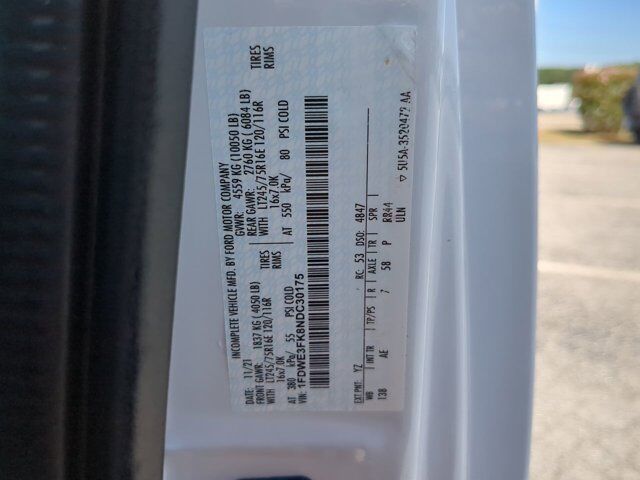 INCOMPLETE VEHICLE MFD. BY FORD MOTOR COMPANY
DATE: 11/21 GVWR: 4559 KG (10050 LB)
FRONT GAWR: 1837 KG (4050 LB) REAR GAWR: 2760 KG (6084 LB)
WITH LT245/75R16E 120/116R TIRES WITH LT245/75R16E 120/116R TIRES
16x7.0K RIMS 16x7.0K RIMS
AT 380 kPa/ 55 PSI COLD AT 550 kPa/ 80 PSI COLD
VIN: 1FDWE3FK8NDC30175
EXT PNT: YZ RC: 53 DSO: 4847
WB INT TR TP/PS R AXLE TR SPR
138 AE 7 58 P RR44
ULN
5U5A-3520472-AA